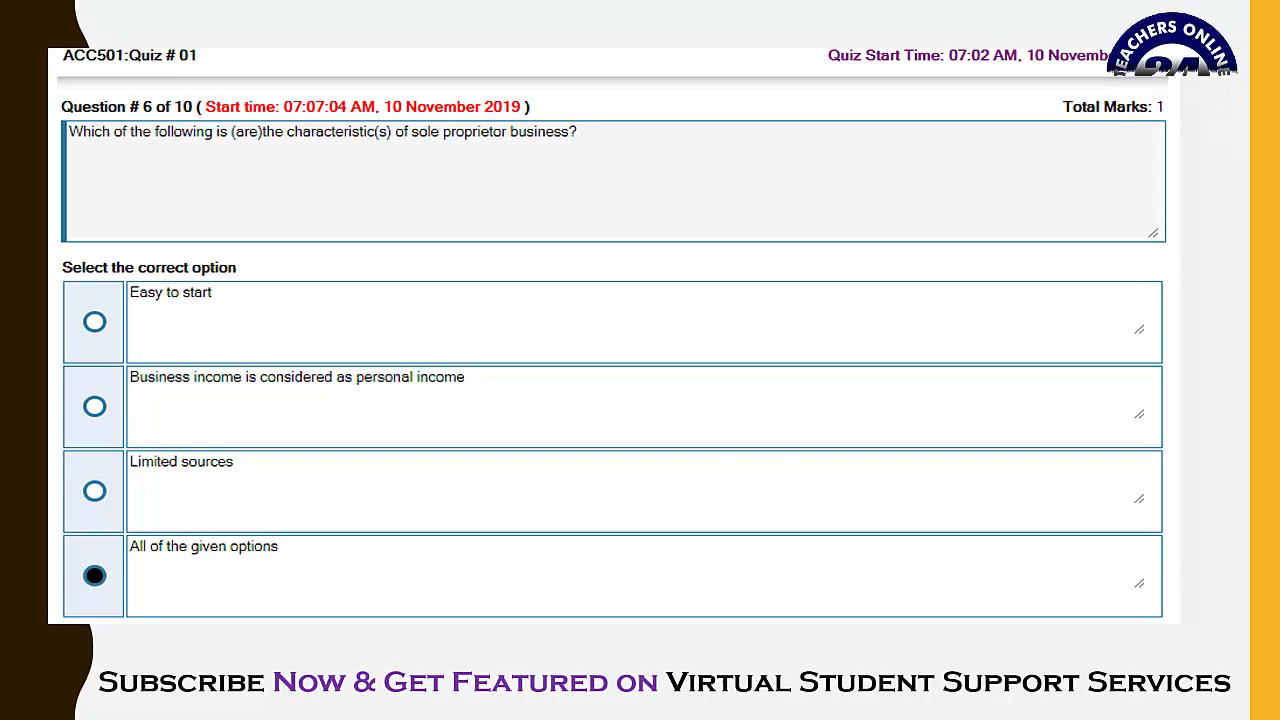 ACC501:Quiz # 01
Quiz Start Time: 07:02 AM, 10 Novemb
TEACHERS ONLINE
24
Question # 6 of 10 ( Start time: 07:07:04 AM, 10 November 2019 )
Total Marks: 1
Which of the following is (are)the characteristic(s) of sole proprietor business?
Select the correct option
Easy to start
Business income is considered as personal income
Limited sources
All of the given options
SUBSCRIBE NOW & GET FEATURED ON VIRTUAL STUDENT SUPPORT SERVICES